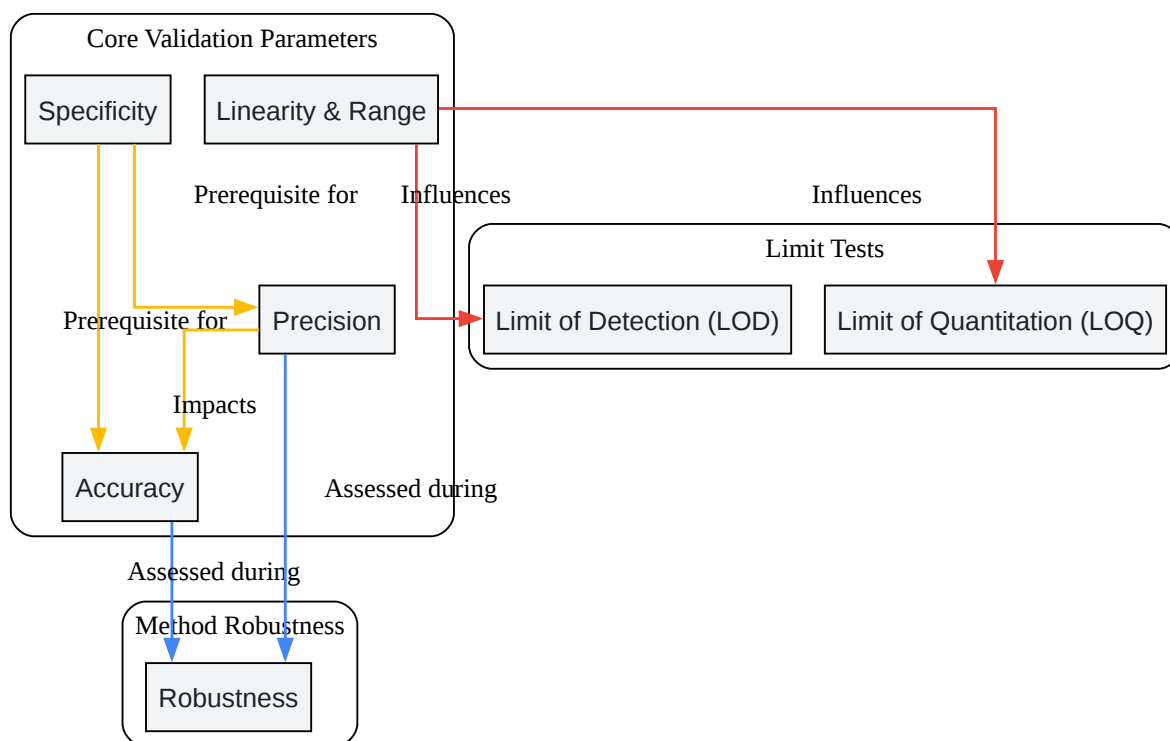 Core Validation Parameters
Specificity
Linearity & Range
Prerequisite for
Influences
Influences
Limit Tests
Prerequisite for
Precision
Limit of Detection (LOD)
Limit of Quantitation (LOQ)
Impacts
Accuracy
Assessed during
Assessed during
Method Robustness
Robustness